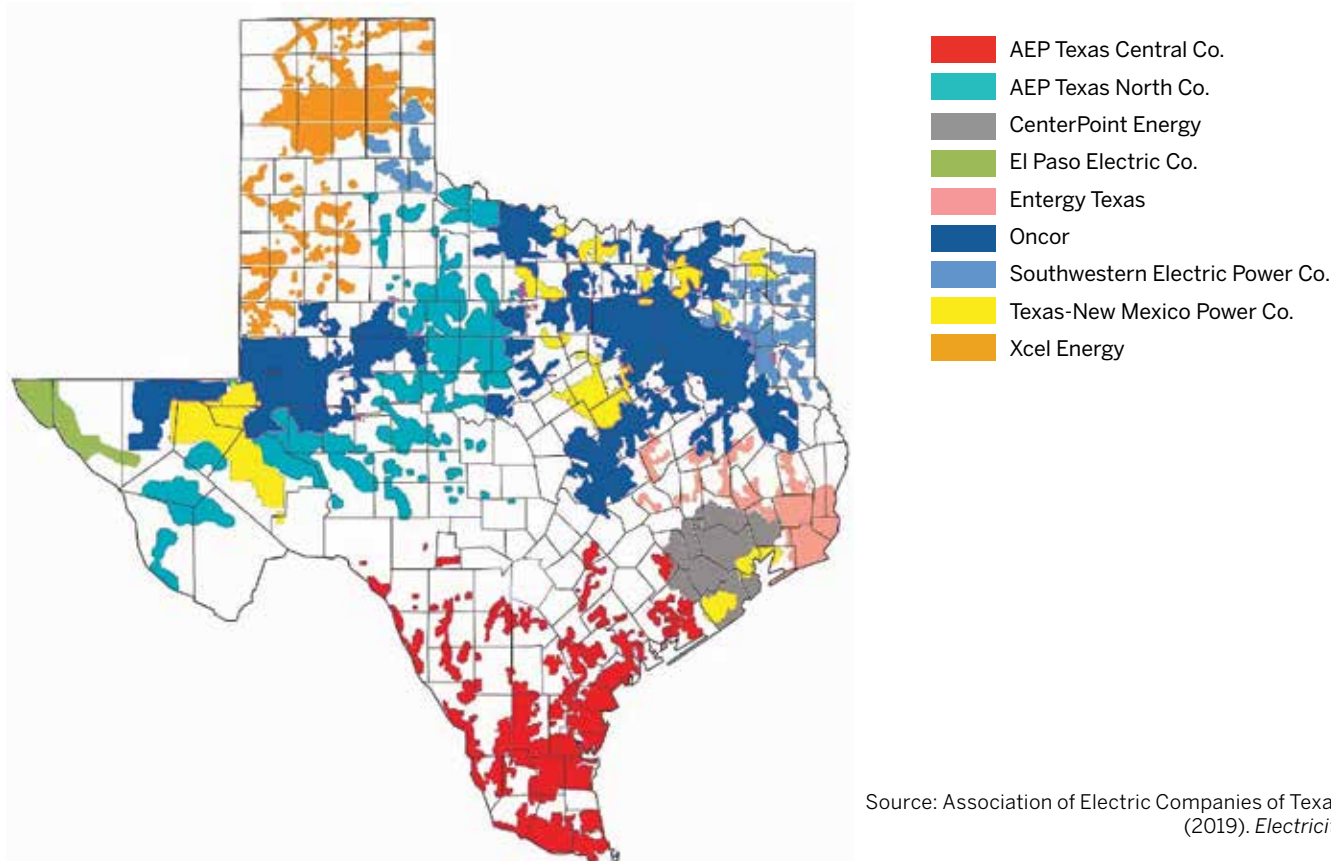 AEP Texas Central Co.
AEP Texas North Co.
CenterPoint Energy
El Paso Electric Co.
Entergy Texas
Oncor
Southwestern Electric Power Co.
Texas-New Mexico Power Co.
Xcel Energy
Source: Association of Electric Companies of Texa
(2019). Electricit